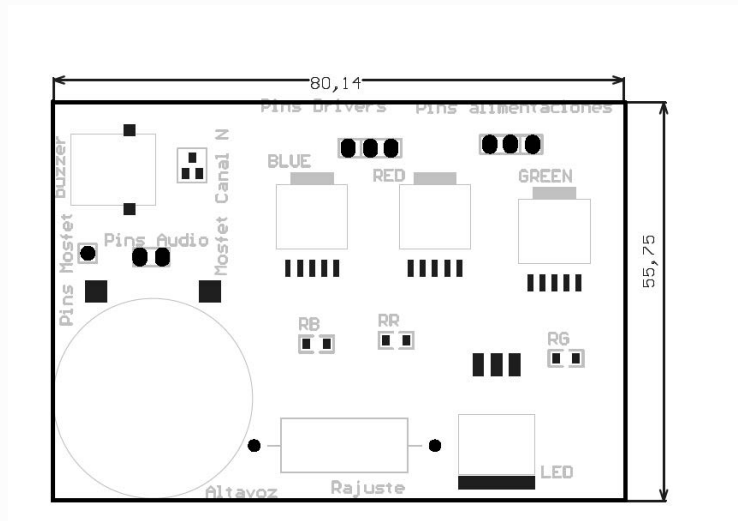 80,14
Pins Drivers
Pins alimentaciones
buzzer
Mosfet Canal N
BLUE
RED
GREEN
Pins Audio
Pins Mosfet
55,75
RB
RR
RG
LED
Altavoz
Rajuste